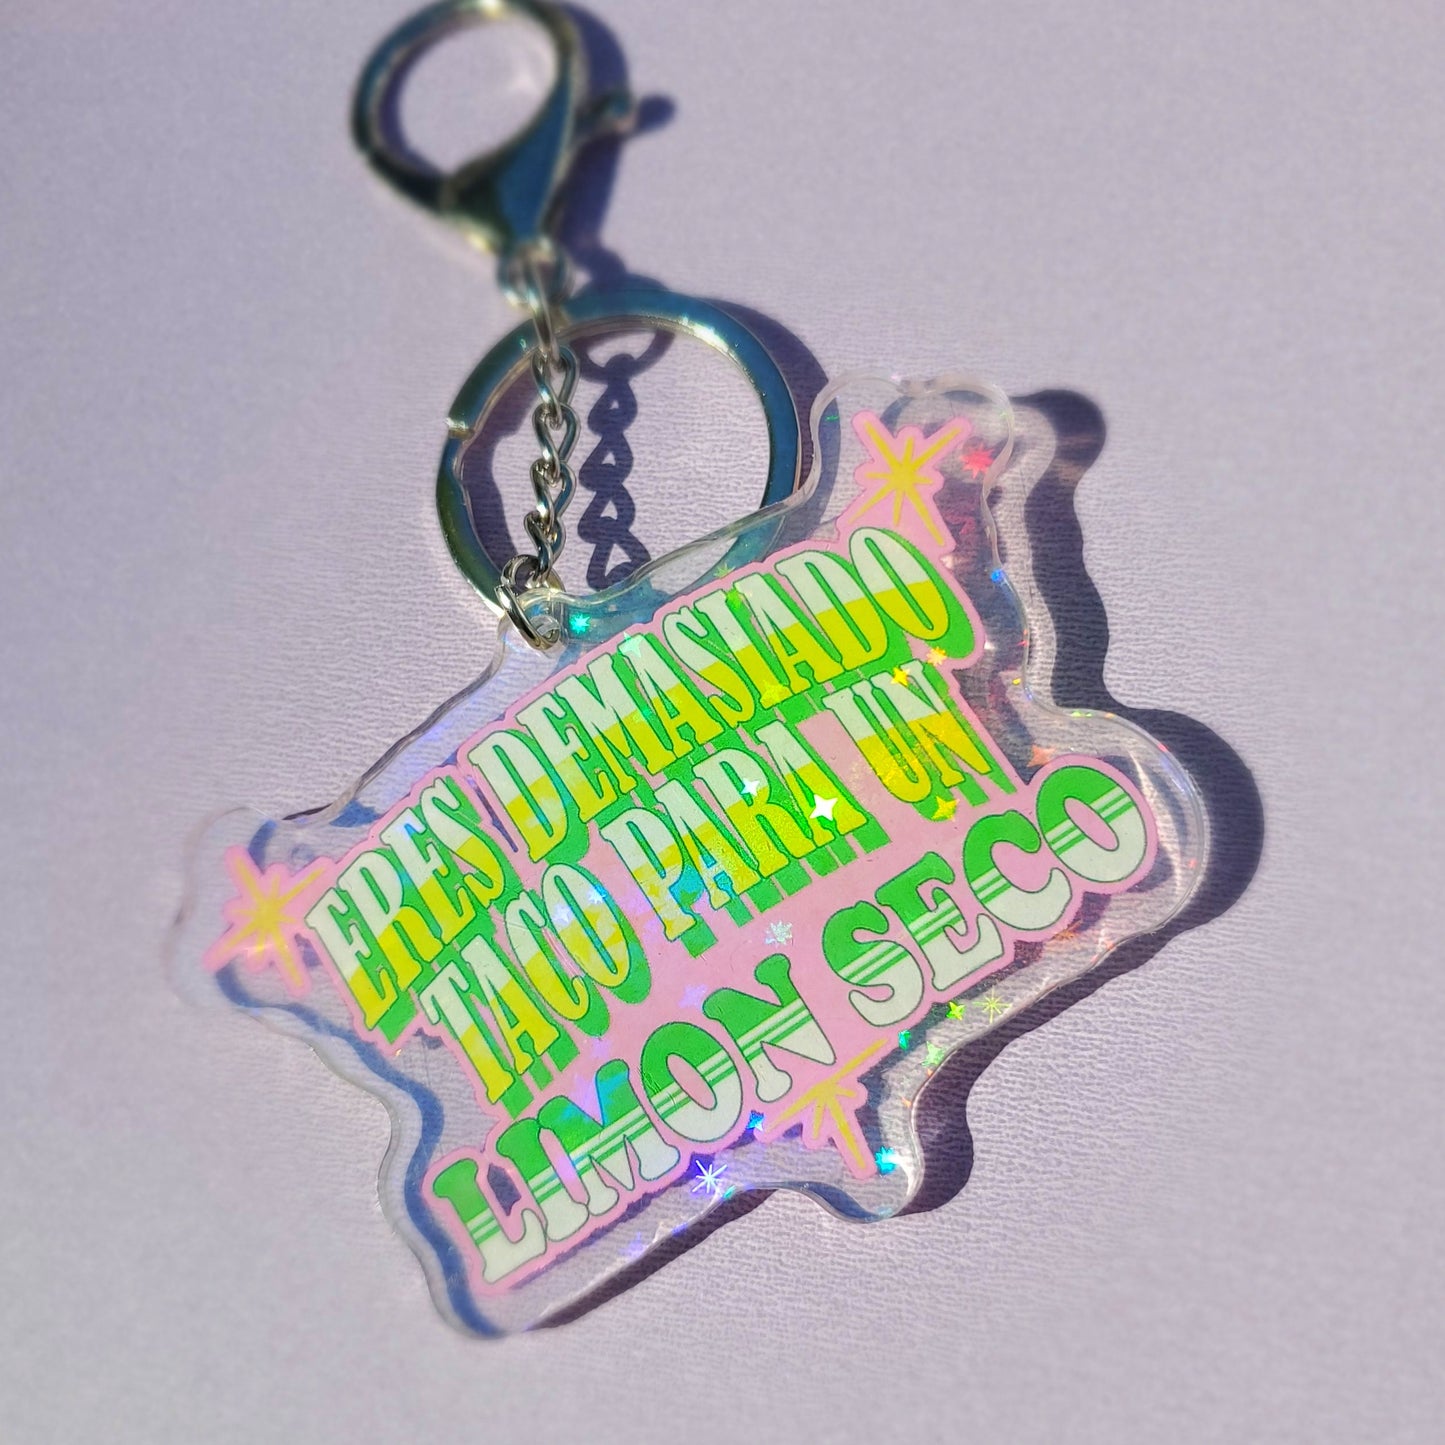 ERES DEMASIADO
TACO PARA UN
LIMON SECO